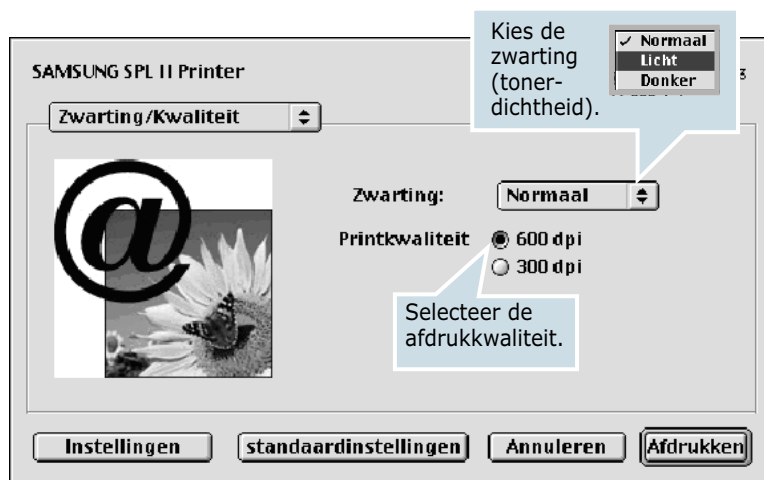 Kies de
zwarting
(toner-
dichtheid).
✓ Normaal
Licht
Donker
SAMSUNG SPL II Printer
Zwarting/Kwaliteit
@
Zwarting: Normaal
Printkwaliteit 600 dpi
300 dpi
Selecteer de
afdrukkwaliteit.
Instellingen standaardinstellingen Annuleren Afdrukken